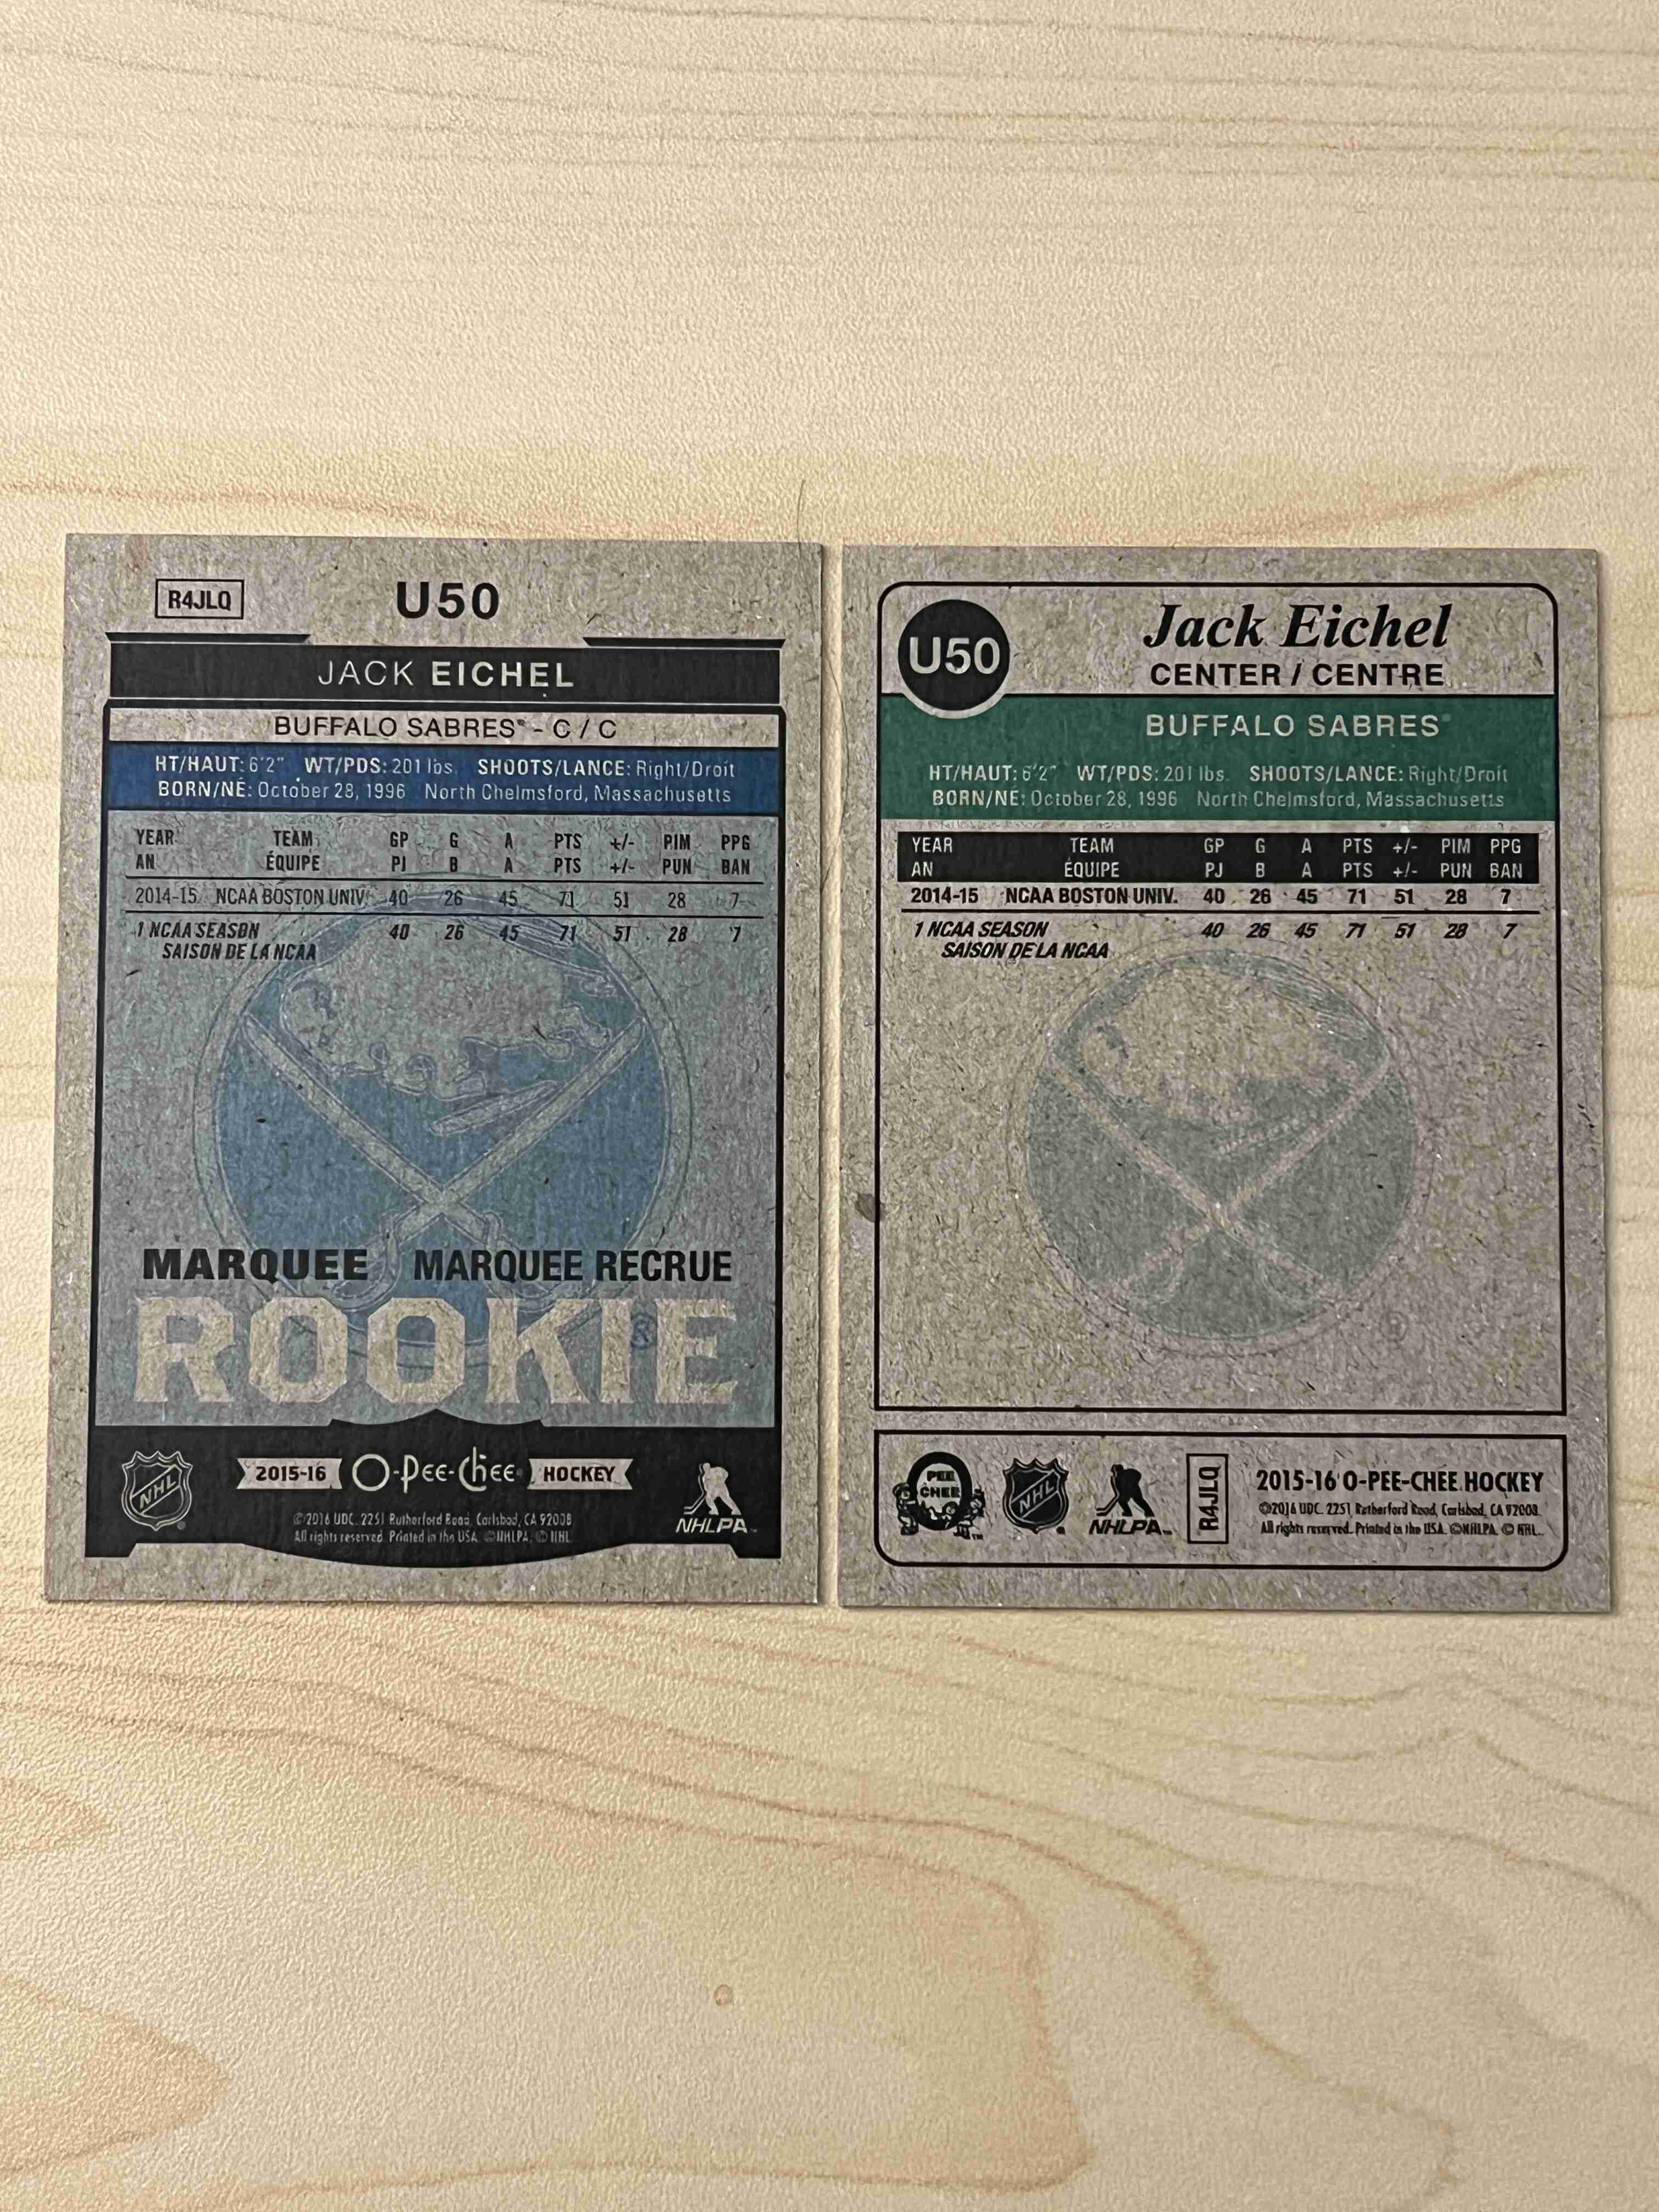 R4JLQ U50
JACK EICHEL
BUFFALO SABRES® - C / C
HT/HAUT: 6'2" WT/PDS: 201 lbs. SHOOTS/LANCE: Right/Droit
BORN/NÉ: October 28, 1996 North Chelmsford, Massachusetts
YEAR TEAM GP G A PTS +/- PIM PPG
AN ÉQUIPE PJ B A PTS +/- PUN BAN
2014-15 NCAA BOSTON UNIV. 40 26 45 71 51 28 7
1 NCAA SEASON 40 26 45 71 51 28 7
SAISON DE LA NCAA
MARQUEE MARQUEE RECRUE
ROOKIE
NHL 2015-16 O-Pee-Chee HOCKEY NHLPA™
©2016 UDC. 2251 Rutherford Road, Carlsbad, CA 92008
All rights reserved. Printed in the USA. ©NHLPA. © NHL.
U50
Jack Eichel
CENTER / CENTRE
BUFFALO SABRES®
HT/HAUT: 6'2" WT/PDS: 201 lbs. SHOOTS/LANCE: Right/Droit
BORN/NÉ: October 28, 1996 North Chelmsford, Massachusetts
YEAR TEAM GP G A PTS +/- PIM PPG
AN ÉQUIPE PJ B A PTS +/- PUN BAN
2014-15 NCAA BOSTON UNIV. 40 26 45 71 51 28 7
1 NCAA SEASON 40 26 45 71 51 28 7
SAISON DE LA NCAA
PEE
CHEE
NHL
NHLPA™
R4JLQ
2015-16 O-PEE-CHEE HOCKEY
©2016 UDC. 2251 Rutherford Road, Carlsbad, CA 92008.
All rights reserved. Printed in the USA. ©NHLPA. © NHL.